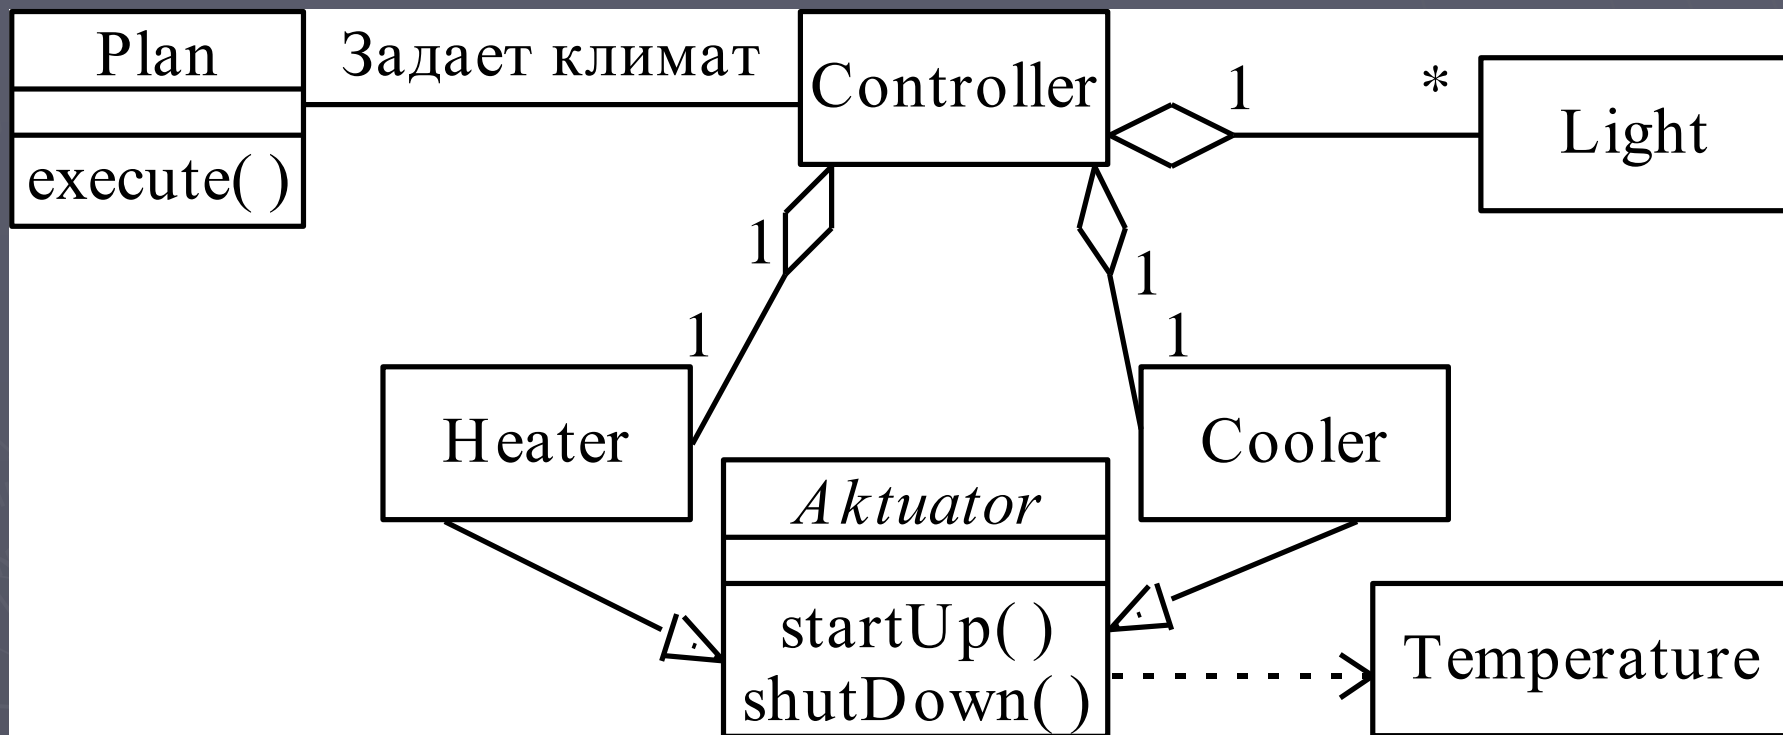 Plan
execute( )
Задает климат
Controller
1
*
Light
1
1
1
1
Heater
Cooler
Aktuator
startUp( )
shutDown( )
Temperature